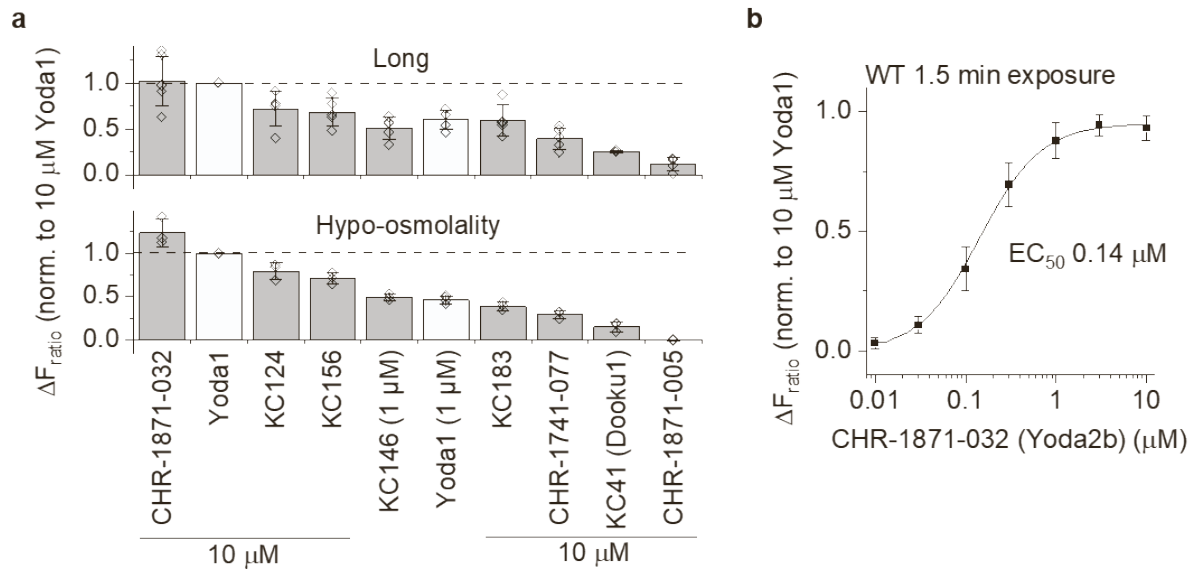 a
ΔFratio (norm. to 10 μM Yoda1)
Long
1.0
0.5
0.0
Hypo-osmolality
1.0
0.5
0.0
CHR-1871-032
Yoda1
KC124
KC156
KC146 (1 μM)
Yoda1 (1 μM)
KC183
CHR-1741-077
KC41 (Dooku1)
CHR-1871-005
10 μM
10 μM
b
ΔFratio (norm. to 10 μM Yoda1)
WT 1.5 min exposure
1.0
0.5
0.0
EC50 0.14 μM
0.01 0.1 1 10
CHR-1871-032 (Yoda2b) (μM)